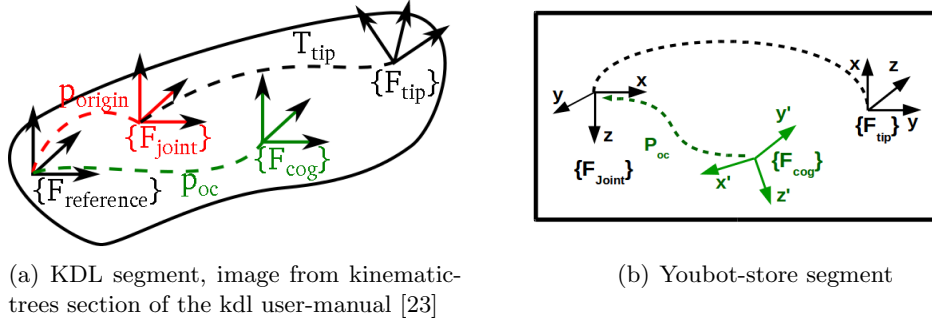 T_tip
{F_tip}
p_origin
{F_joint}
{F_cog}
p_oc
{F_reference}
x
y
z
{F_Joint}
P_oc
y'
{F_cog}
x'
z'
x
z
{F_tip}
y
(a) KDL segment, image from kinematic-
trees section of the kdl user-manual [23]
(b) Youbot-store segment